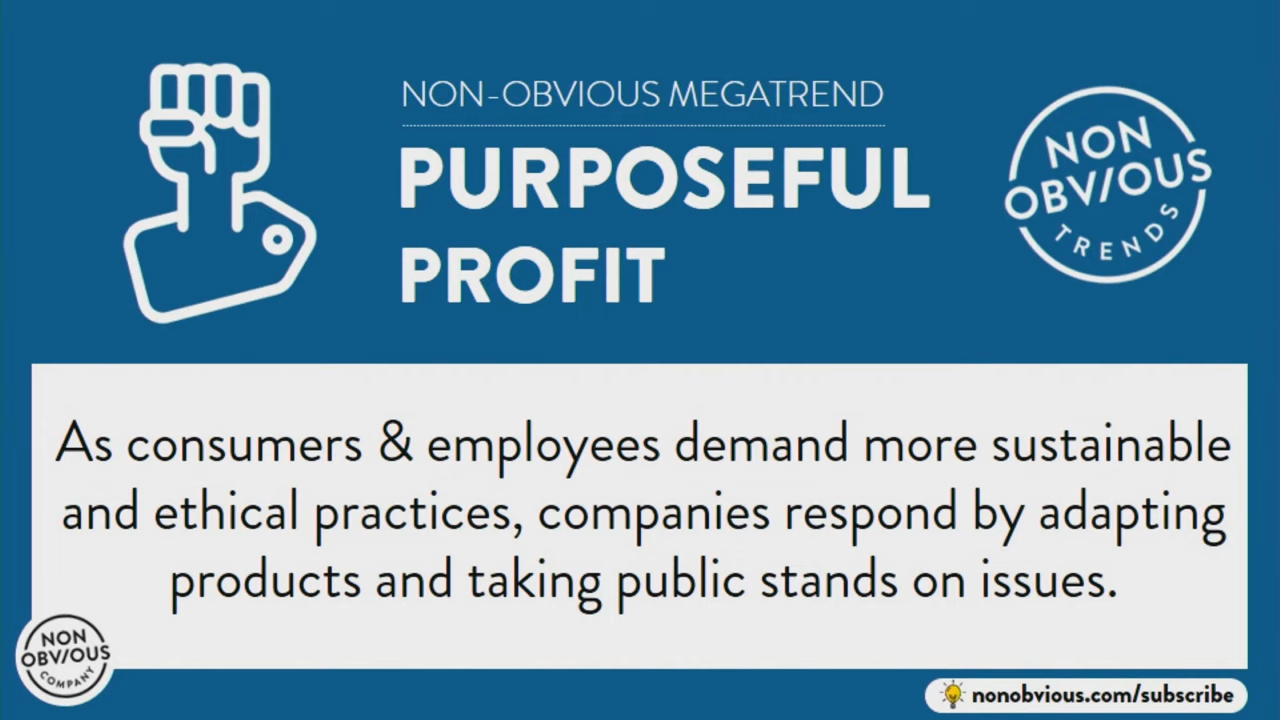 NON-OBVIOUS MEGATREND
PURPOSEFUL
PROFIT
NON
OBV/OUS
TRENDS
As consumers & employees demand more sustainable
and ethical practices, companies respond by adapting
products and taking public stands on issues.
NON
OBV/OUS
COMPANY
nonobvious.com/subscribe